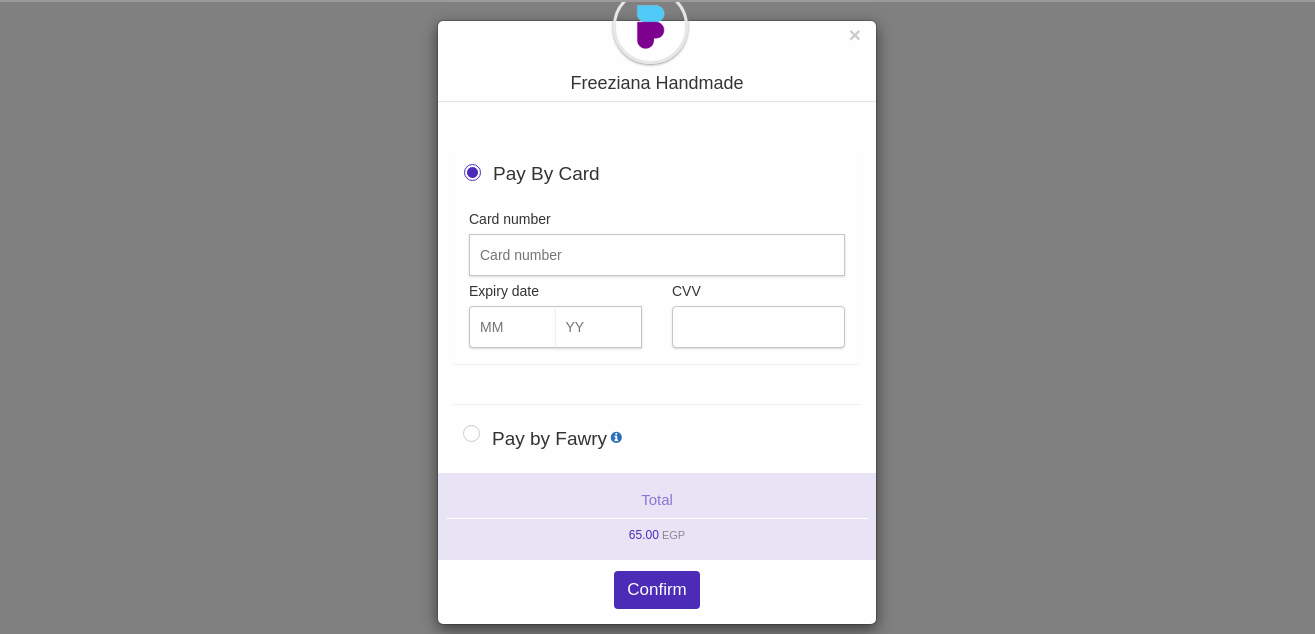 ×
Freeziana Handmade
Pay By Card
Card number
Card number
Expiry date CVV
MM YY
Pay by Fawry
Total
65.00 EGP
Confirm